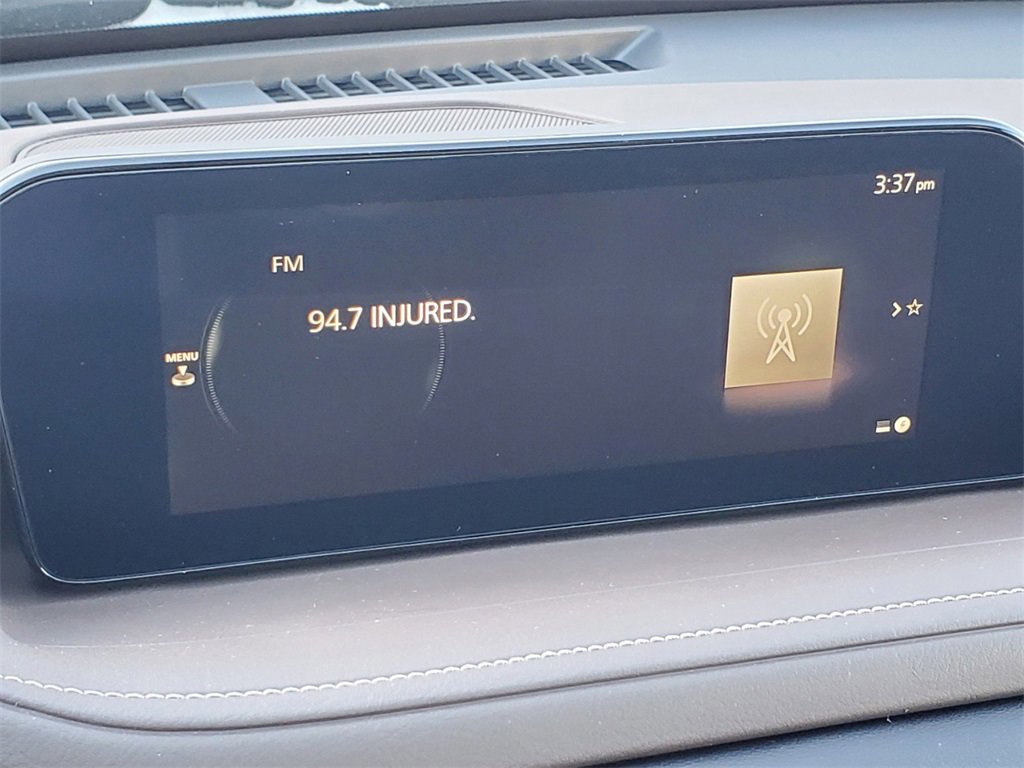 3:37 pm
FM
94.7 INJURED.
MENU